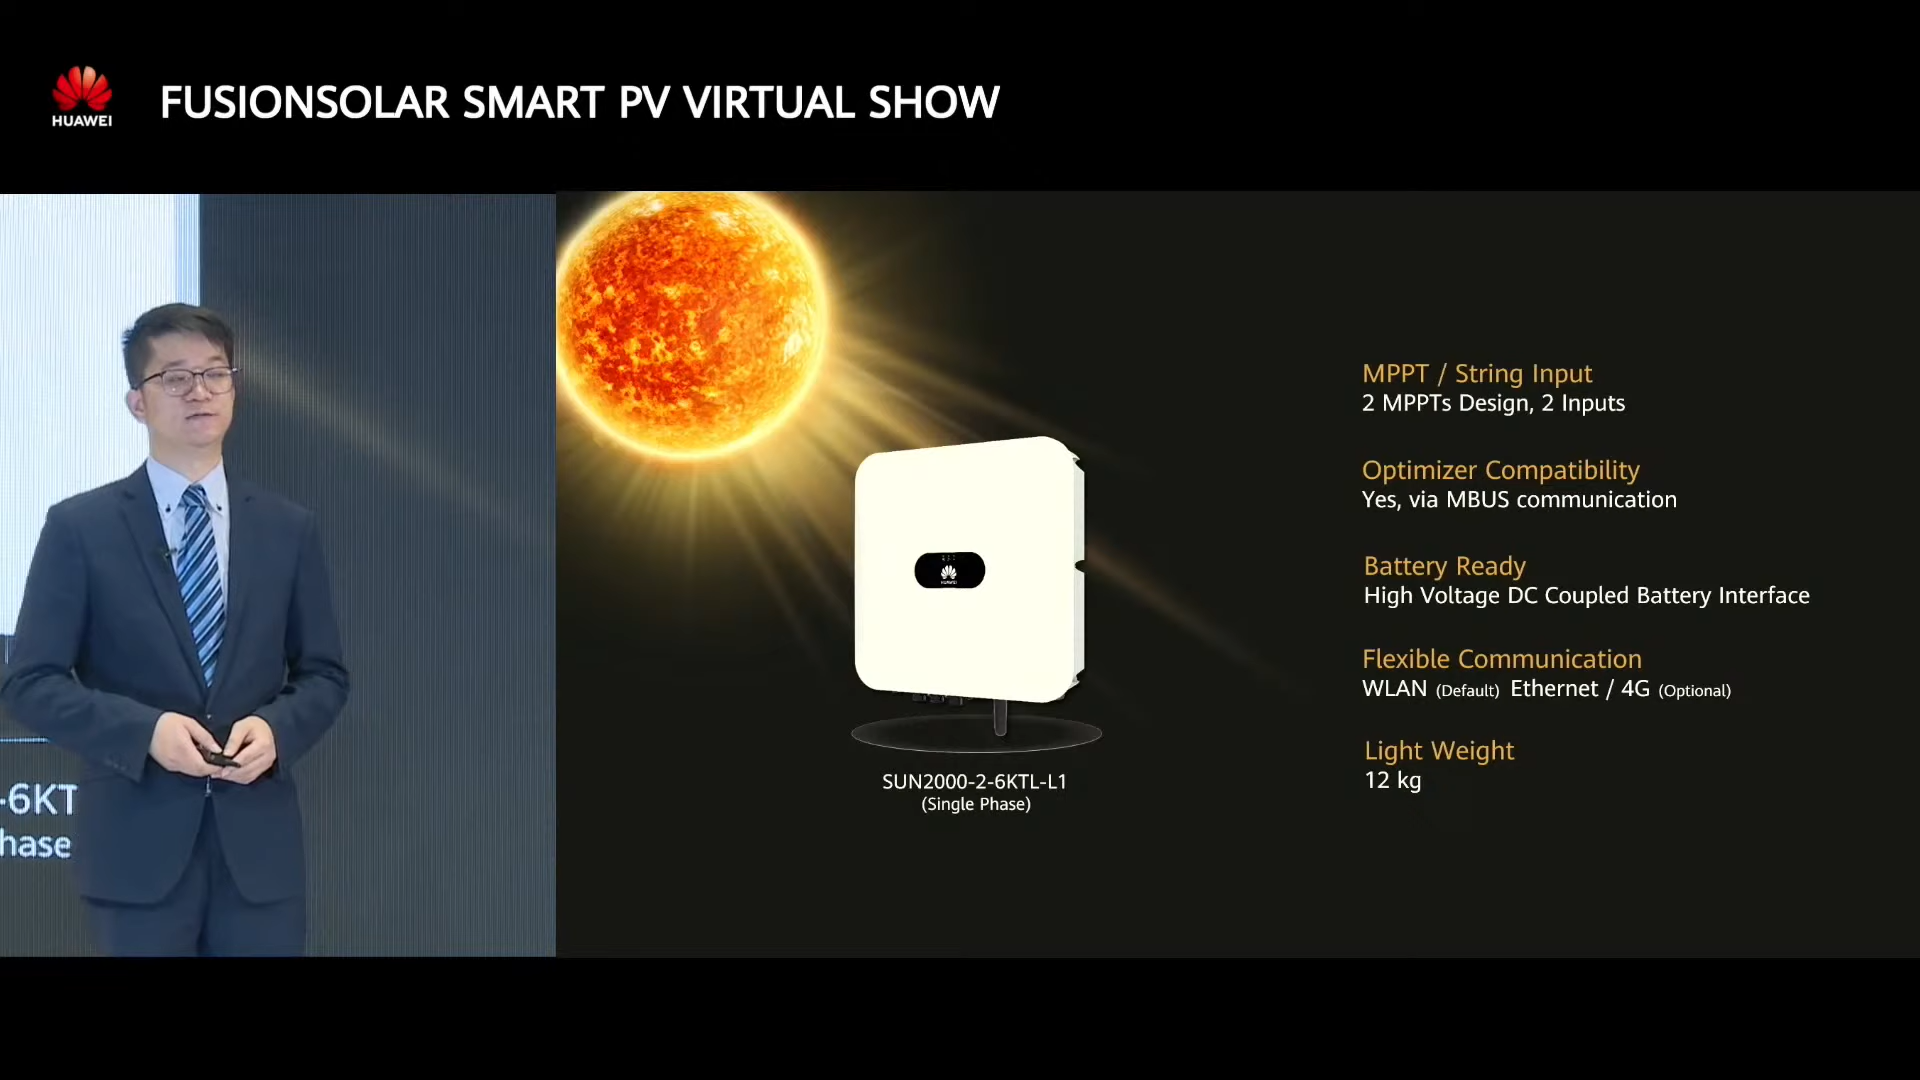 HUAWEI
FUSIONSOLAR SMART PV VIRTUAL SHOW
MPPT / String Input
2 MPPTs Design, 2 Inputs
Optimizer Compatibility
Yes, via MBUS communication
Battery Ready
High Voltage DC Coupled Battery Interface
Flexible Communication
WLAN (Default) Ethernet / 4G (Optional)
Light Weight
12 kg
HUAWEI
SUN2000-2-6KTL-L1
(Single Phase)
-6KT
hase